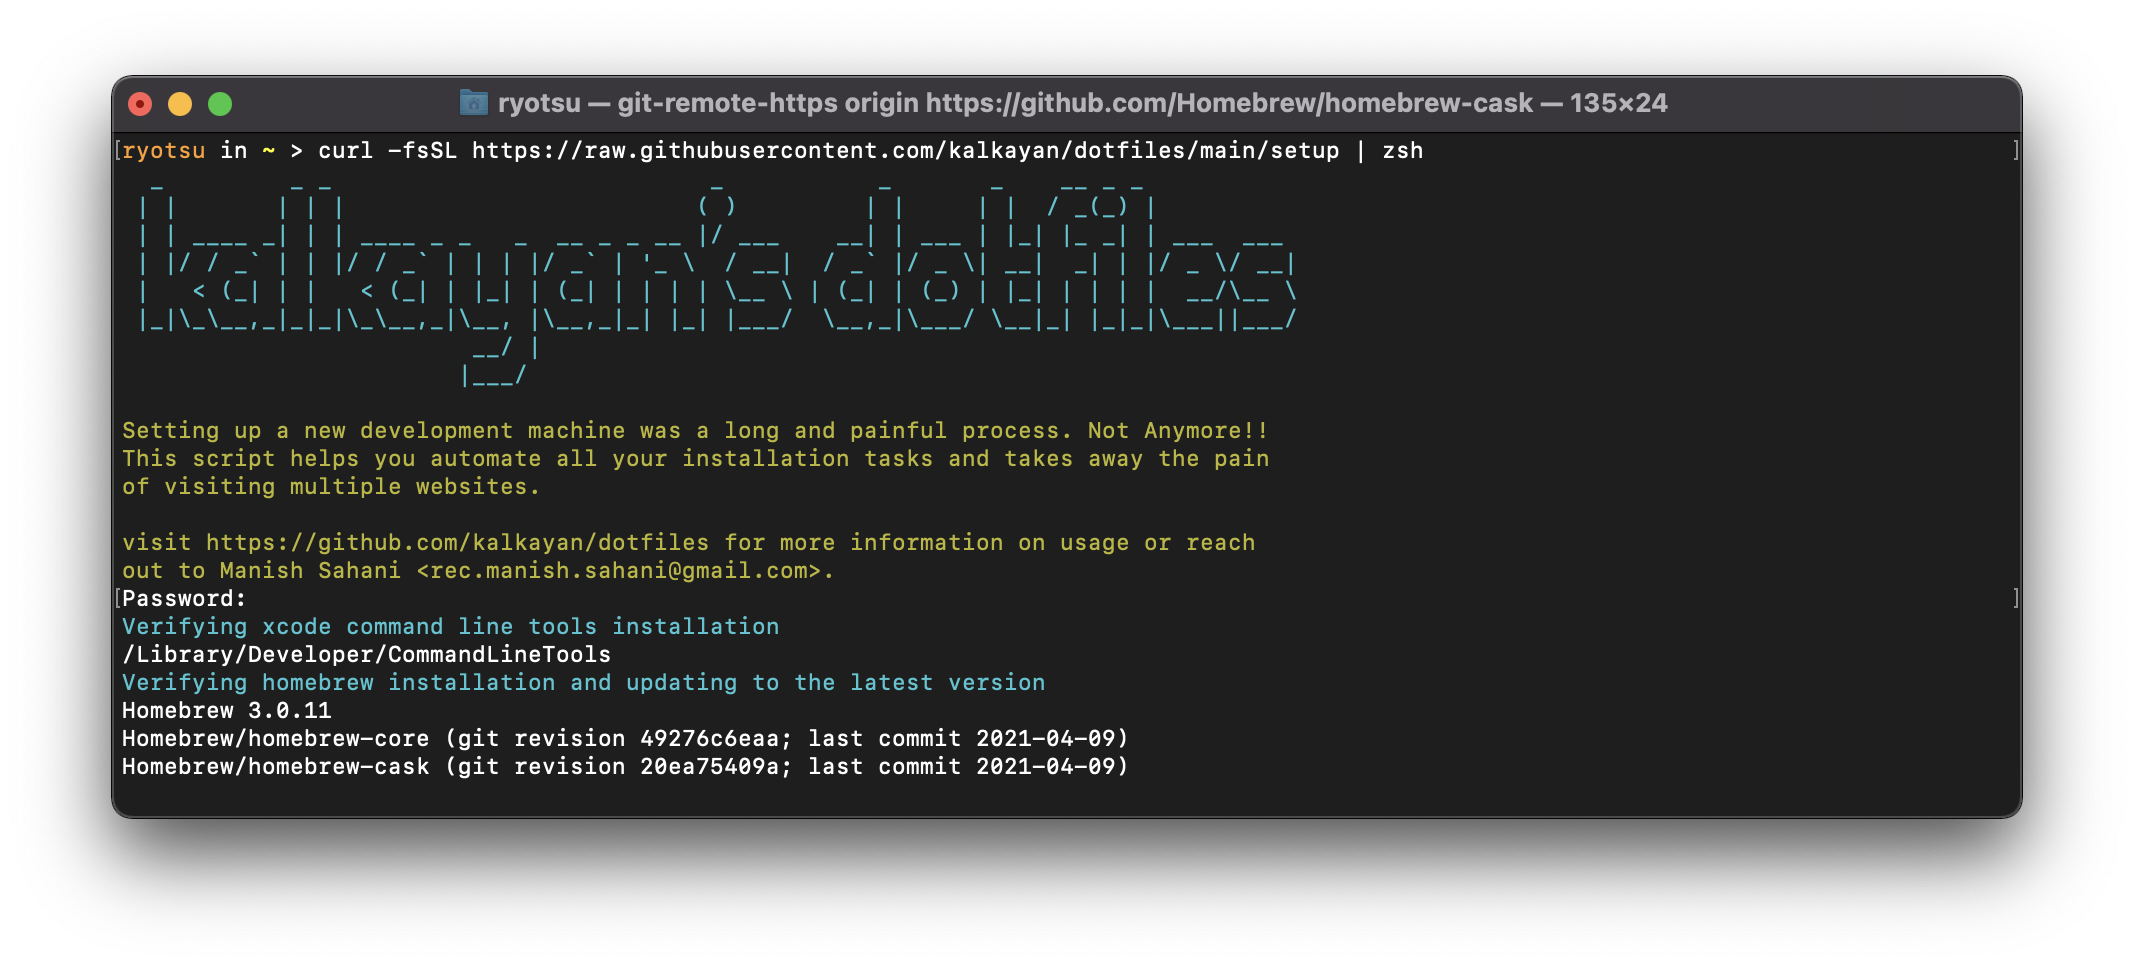 ryotsu — git-remote-https origin https://github.com/Homebrew/homebrew-cask — 135×24
[ryotsu in ~ > curl -fsSL https://raw.githubusercontent.com/kalkayan/dotfiles/main/setup | zsh ]
kalkayan's dotfiles
Setting up a new development machine was a long and painful process. Not Anymore!!
This script helps you automate all your installation tasks and takes away the pain
of visiting multiple websites.
visit https://github.com/kalkayan/dotfiles for more information on usage or reach
out to Manish Sahani <rec.manish.sahani@gmail.com>.
[Password: ]
Verifying xcode command line tools installation
/Library/Developer/CommandLineTools
Verifying homebrew installation and updating to the latest version
Homebrew 3.0.11
Homebrew/homebrew-core (git revision 49276c6eaa; last commit 2021-04-09)
Homebrew/homebrew-cask (git revision 20ea75409a; last commit 2021-04-09)